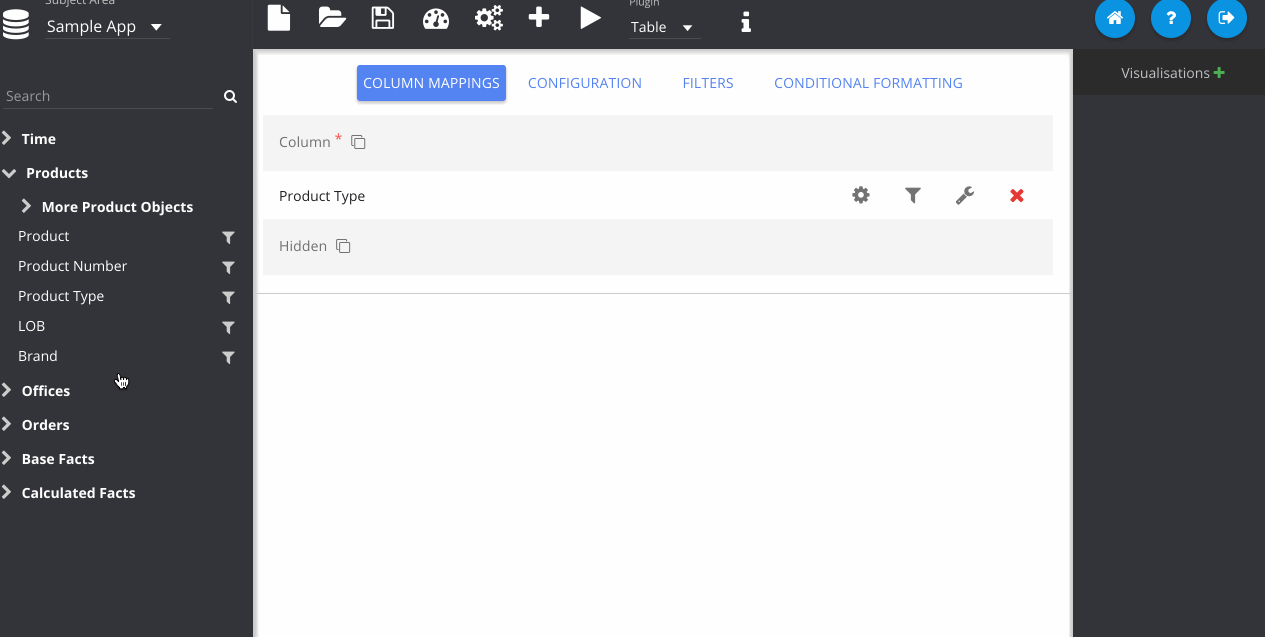 Subject Area
Sample App
Plugin
Table
Search
Time
Products
More Product Objects
Product
Product Number
Product Type
LOB
Brand
Offices
Orders
Base Facts
Calculated Facts
COLUMN MAPPINGS CONFIGURATION FILTERS CONDITIONAL FORMATTING
Column *
Product Type
Hidden
Visualisations +